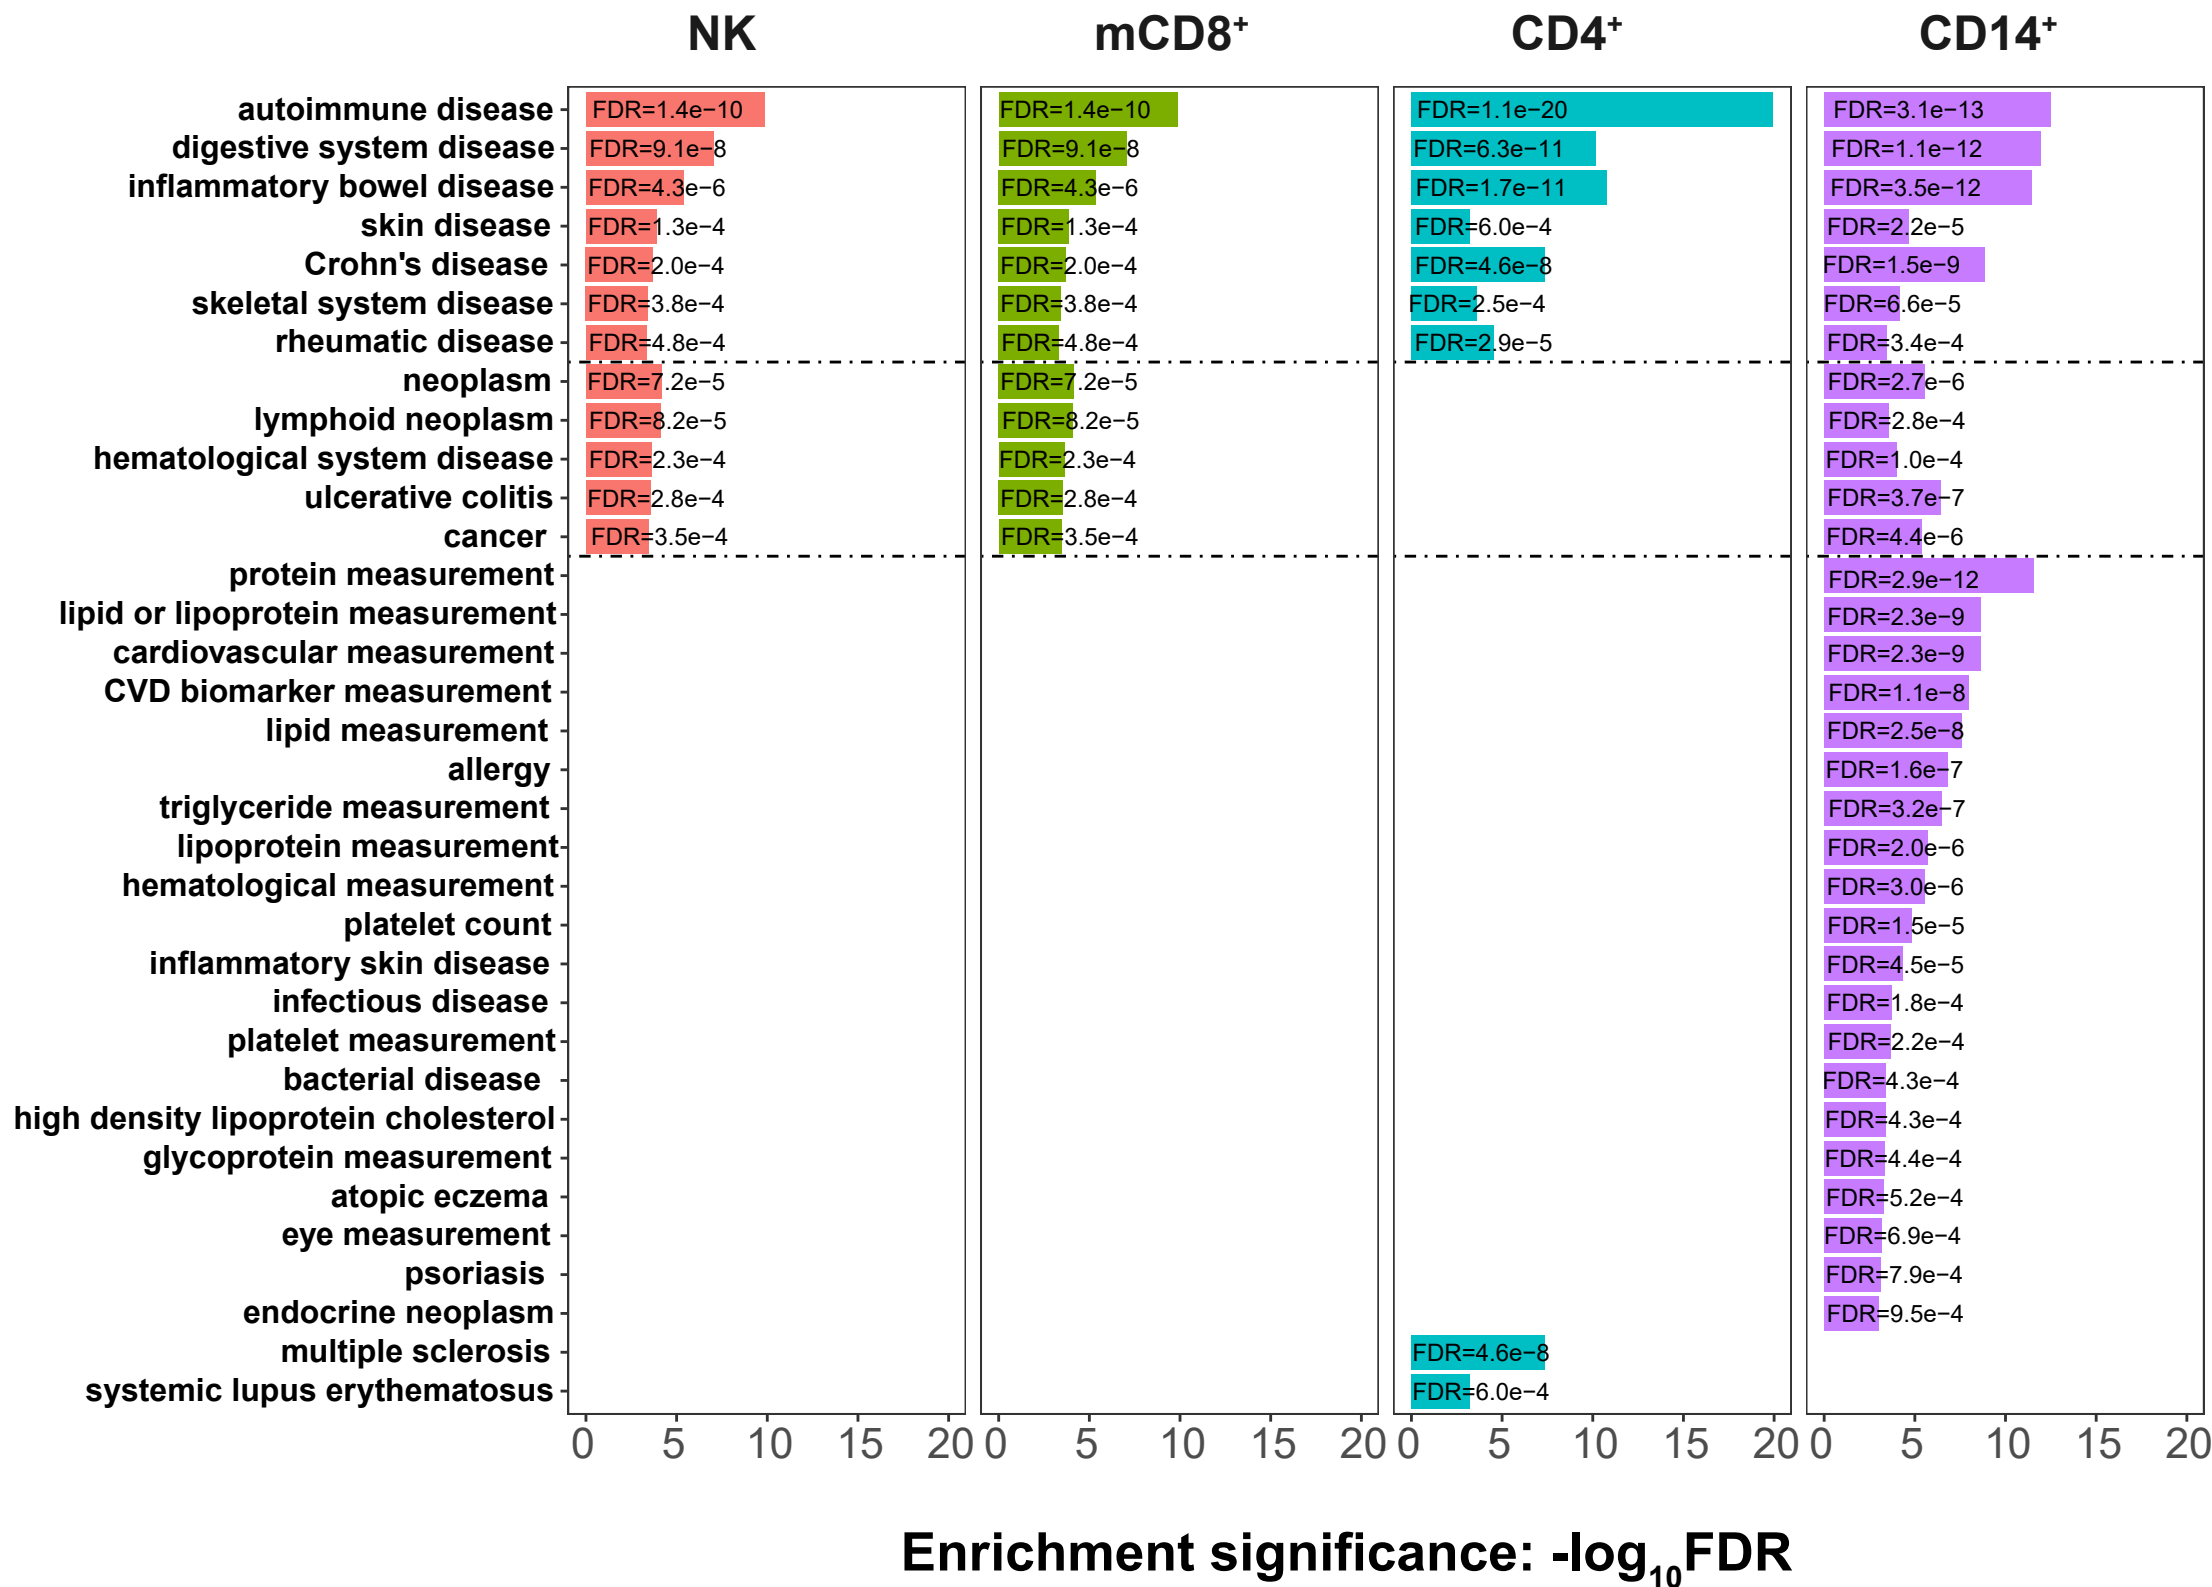 NK mCD8⁺ CD4⁺ CD14⁺
autoimmune disease FDR=1.4e−10 FDR=1.4e−10 FDR=1.1e−20 FDR=3.1e−13
digestive system disease FDR=9.1e−8 FDR=9.1e−8 FDR=6.3e−11 FDR=1.1e−12
inflammatory bowel disease FDR=4.3e−6 FDR=4.3e−6 FDR=1.7e−11 FDR=3.5e−12
skin disease FDR=1.3e−4 FDR=1.3e−4 FDR=6.0e−4 FDR=2.2e−5
Crohn's disease FDR=2.0e−4 FDR=2.0e−4 FDR=4.6e−8 FDR=1.5e−9
skeletal system disease FDR=3.8e−4 FDR=3.8e−4 FDR=2.5e−4 FDR=6.6e−5
rheumatic disease FDR=4.8e−4 FDR=4.8e−4 FDR=2.9e−5 FDR=3.4e−4
neoplasm FDR=7.2e−5 FDR=7.2e−5 FDR=2.7e−6
lymphoid neoplasm FDR=8.2e−5 FDR=8.2e−5 FDR=2.8e−4
hematological system disease FDR=2.3e−4 FDR=2.3e−4 FDR=1.0e−4
ulcerative colitis FDR=2.8e−4 FDR=2.8e−4 FDR=3.7e−7
cancer FDR=3.5e−4 FDR=3.5e−4 FDR=4.4e−6
protein measurement FDR=2.9e−12
lipid or lipoprotein measurement FDR=2.3e−9
cardiovascular measurement FDR=2.3e−9
CVD biomarker measurement FDR=1.1e−8
lipid measurement FDR=2.5e−8
allergy FDR=1.6e−7
triglyceride measurement FDR=3.2e−7
lipoprotein measurement FDR=2.0e−6
hematological measurement FDR=3.0e−6
platelet count FDR=1.5e−5
inflammatory skin disease FDR=4.5e−5
infectious disease FDR=1.8e−4
platelet measurement FDR=2.2e−4
bacterial disease FDR=4.3e−4
high density lipoprotein cholesterol FDR=4.3e−4
glycoprotein measurement FDR=4.4e−4
atopic eczema FDR=5.2e−4
eye measurement FDR=6.9e−4
psoriasis FDR=7.9e−4
endocrine neoplasm FDR=9.5e−4
multiple sclerosis FDR=4.6e−8
systemic lupus erythematosus FDR=6.0e−4
0 5 10 15 20 0 5 10 15 20 0 5 10 15 20 0 5 10 15 20
Enrichment significance: -log₁₀FDR